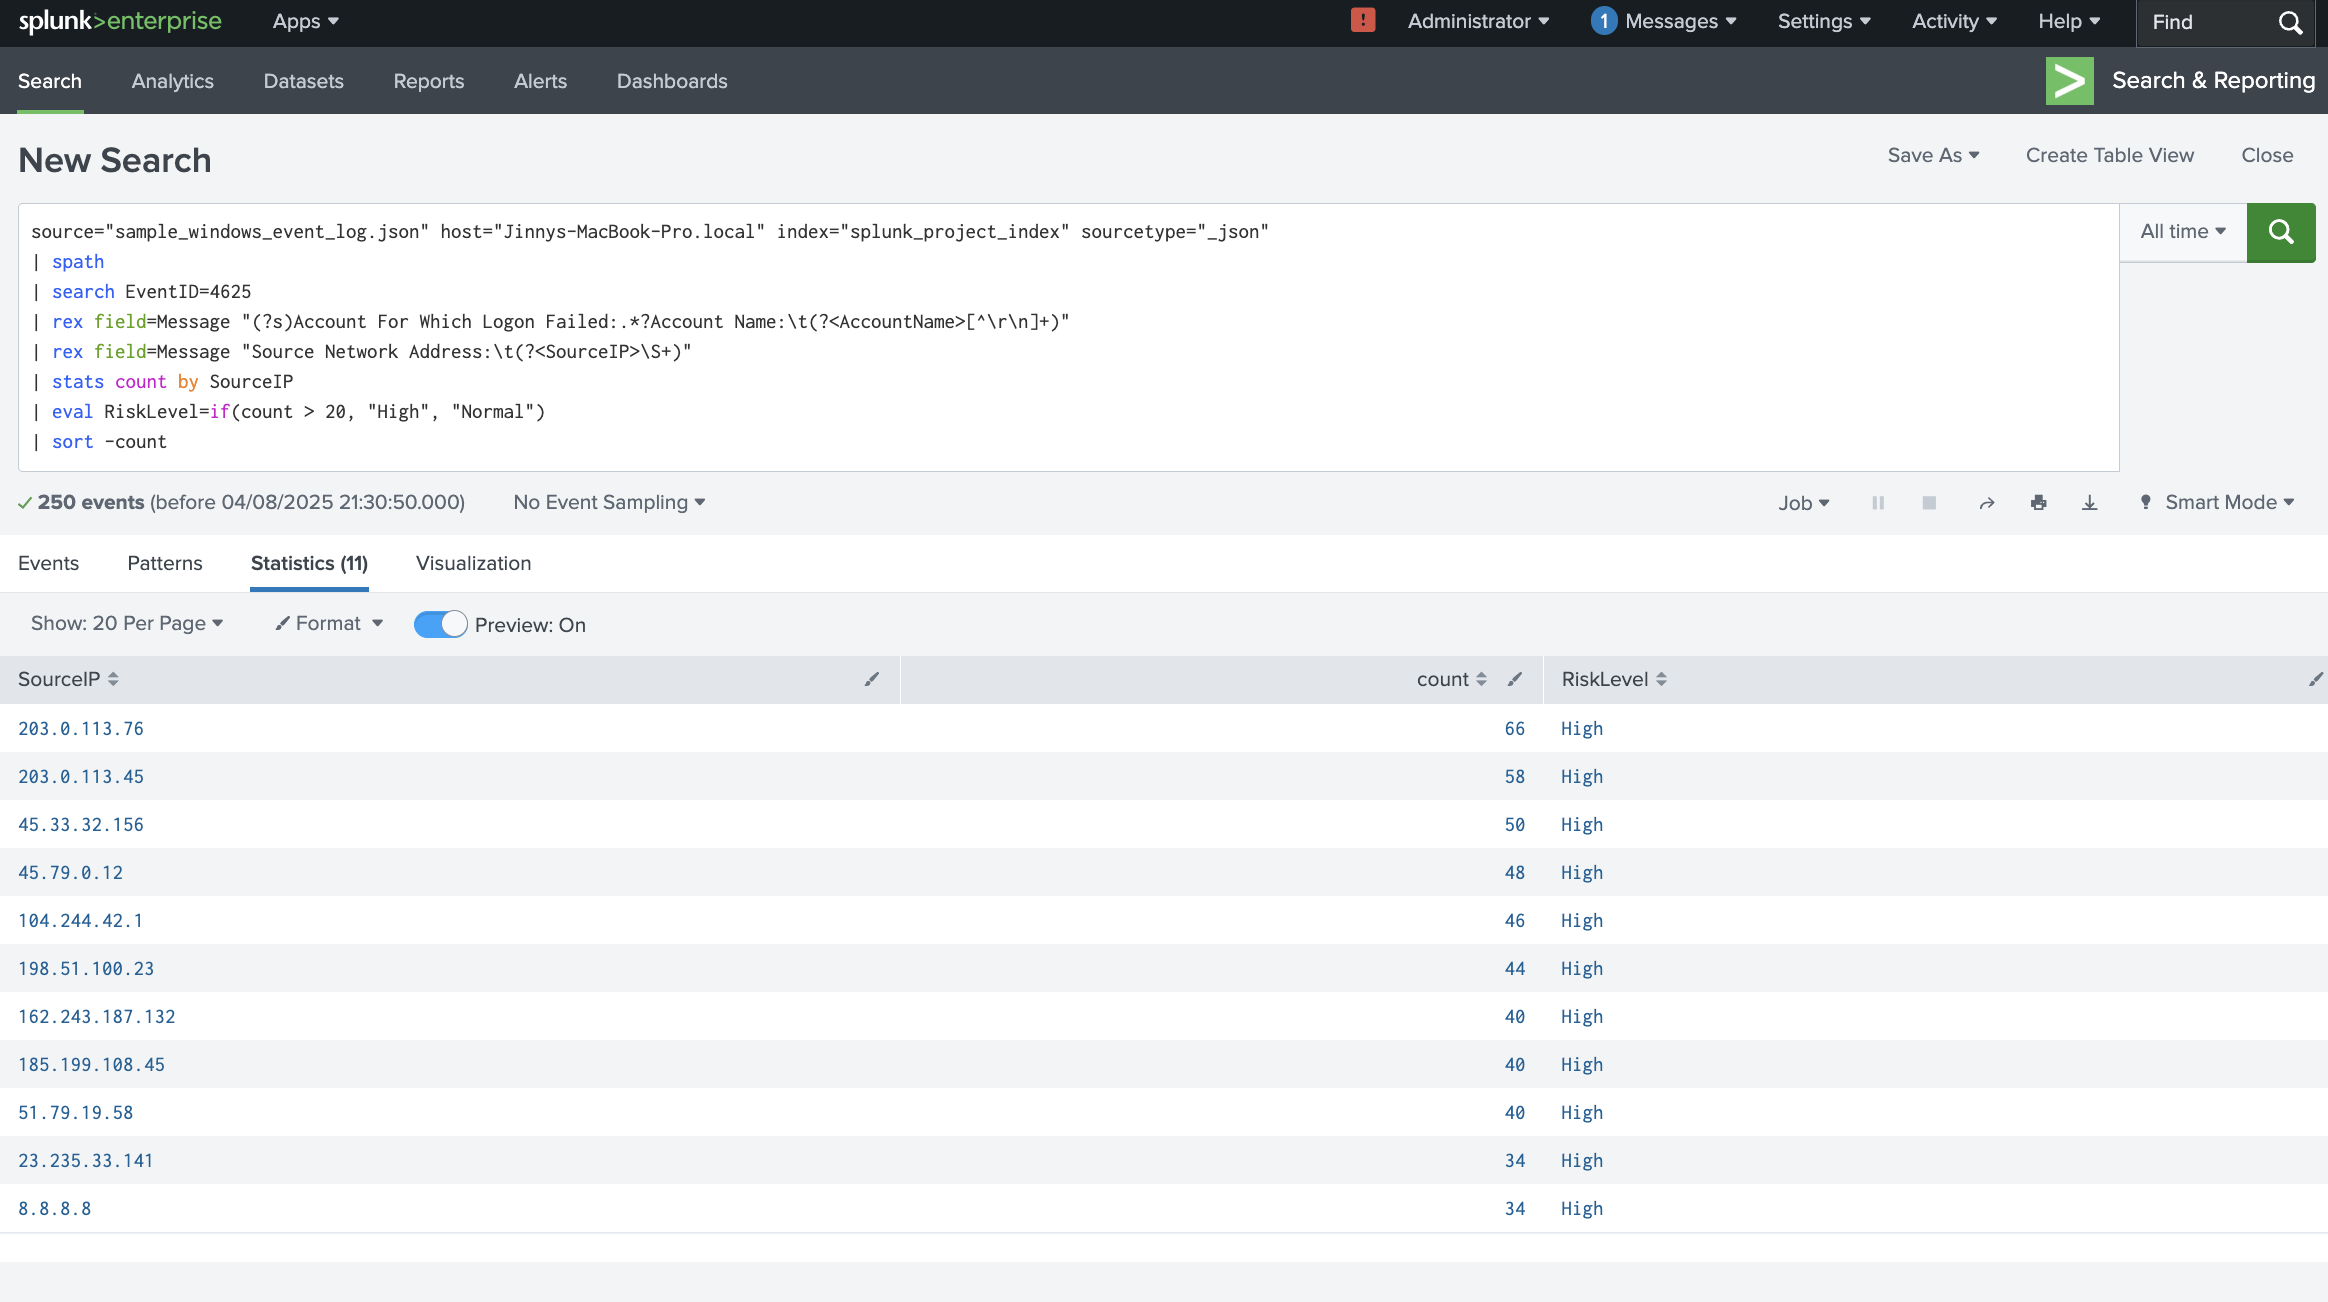 splunk>enterprise Apps ! Administrator 1 Messages Settings Activity Help Find
Search Analytics Datasets Reports Alerts Dashboards > Search & Reporting
New Search Save As Create Table View Close
source="sample_windows_event_log.json" host="Jinnys-MacBook-Pro.local" index="splunk_project_index" sourcetype="_json" All time
| spath
| search EventID=4625
| rex field=Message "(?s)Account For Which Logon Failed:.*?Account Name:\t(?<AccountName>[^\r\n]+)"
| rex field=Message "Source Network Address:\t(?<SourceIP>\S+)"
| stats count by SourceIP
| eval RiskLevel=if(count > 20, "High", "Normal")
| sort -count
250 events (before 04/08/2025 21:30:50.000) No Event Sampling Job Smart Mode
Events Patterns Statistics (11) Visualization
Show: 20 Per Page Format Preview: On
SourceIP count RiskLevel
203.0.113.76 66 High
203.0.113.45 58 High
45.33.32.156 50 High
45.79.0.12 48 High
104.244.42.1 46 High
198.51.100.23 44 High
162.243.187.132 40 High
185.199.108.45 40 High
51.79.19.58 40 High
23.235.33.141 34 High
8.8.8.8 34 High